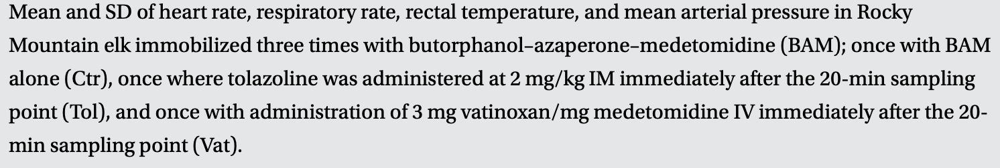 Mean and SD of heart rate, respiratory rate, rectal temperature, and mean arterial pressure in Rocky
Mountain elk immobilized three times with butorphanol–azaperone–medetomidine (BAM); once with BAM
alone (Ctr), once where tolazoline was administered at 2 mg/kg IM immediately after the 20-min sampling
point (Tol), and once with administration of 3 mg vatinoxan/mg medetomidine IV immediately after the 20-
min sampling point (Vat).